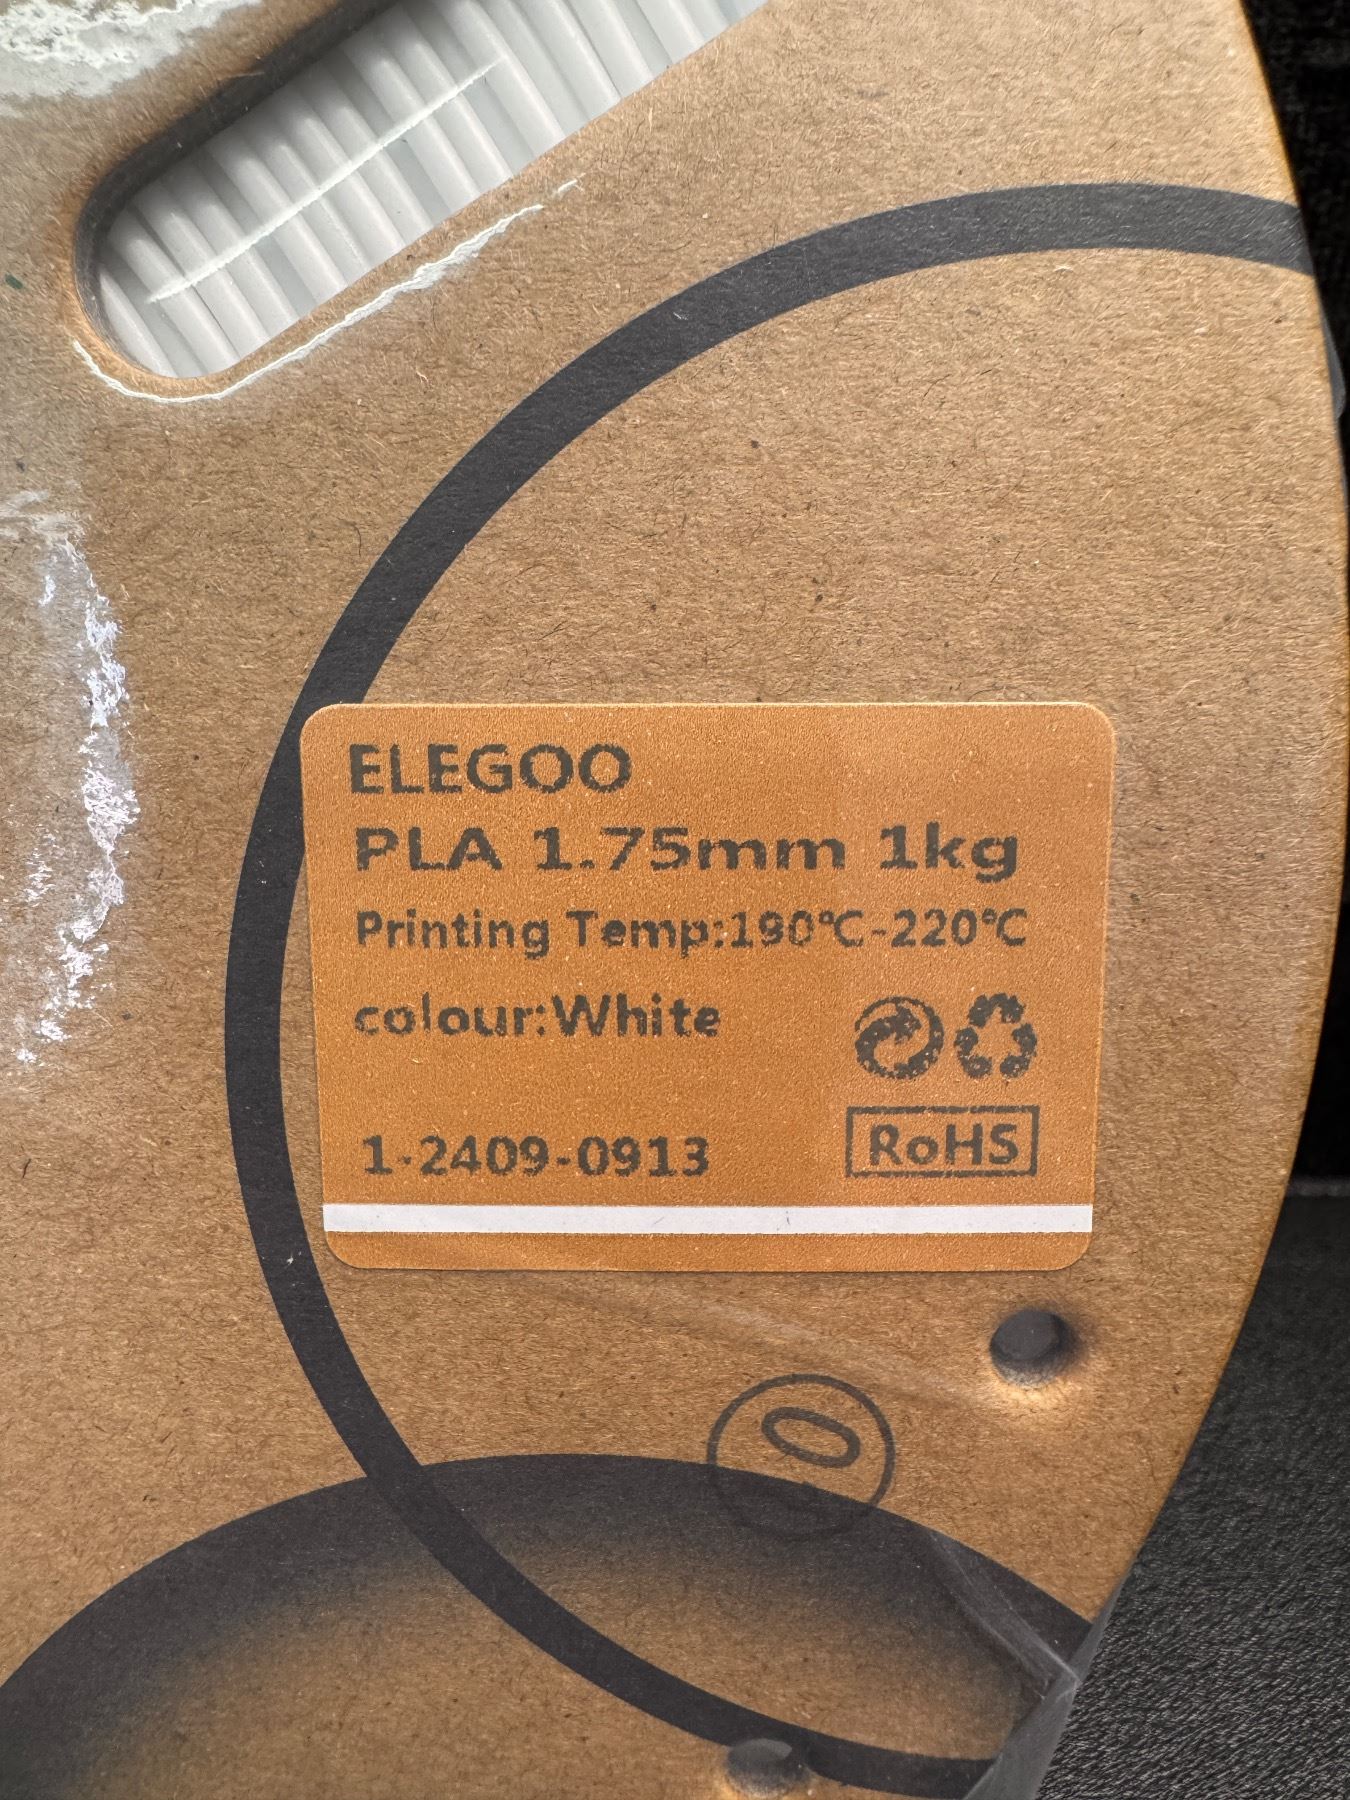 ELEGOO
PLA 1.75mm 1kg
Printing Temp:190℃-220℃
colour:White
1-2409-0913
RoHS